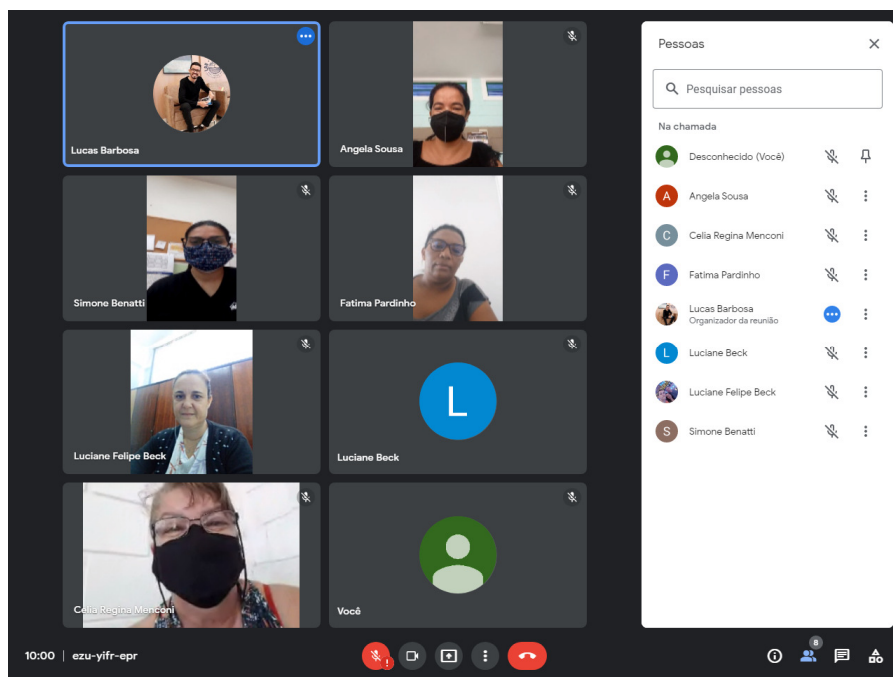 Lucas Barbosa
Angela Sousa
Simone Benatti
Fatima Pardinho
Luciane Felipe Beck
L
Luciane Beck
Celia Regina Menconi
Você
Pessoas
Pesquisar pessoas
Na chamada
Desconhecido (Você)
A Angela Sousa
C Celia Regina Menconi
F Fatima Pardinho
Lucas Barbosa
Organizador da reunião
L Luciane Beck
Luciane Felipe Beck
S Simone Benatti
10:00 | ezu-yifr-epr
!
8